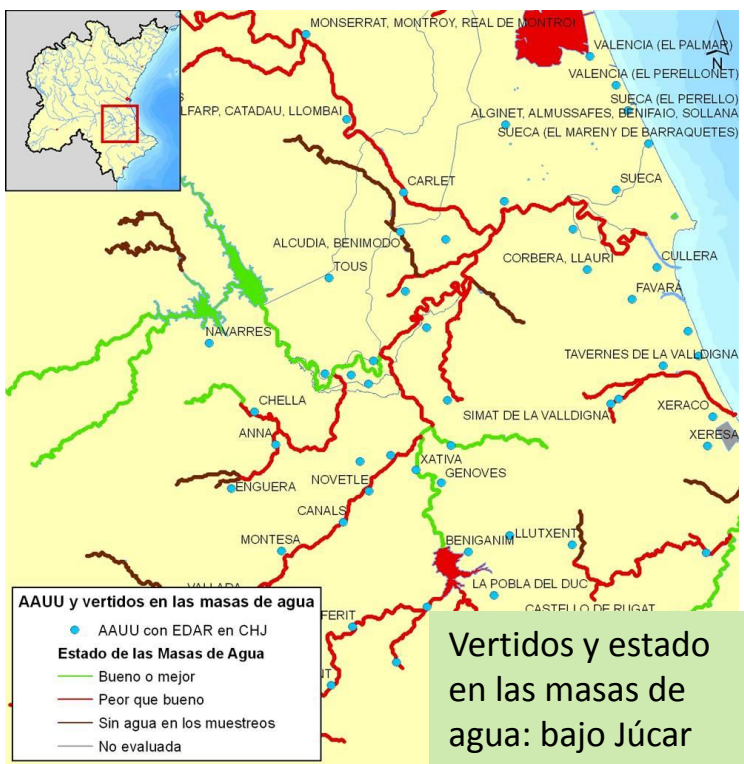 MONSERRAT, MONTROY, REAL DE MONTROI
VALENCIA (EL PALMAR)
N
VALENCIA (EL PERELLONET)
SUECA (EL PERELLO)
LFARP, CATADAU, LLOMBAI
ALGINET, ALMUSSAFES, BENIFAIO, SOLLANA
SUECA (EL MARENY DE BARRAQUETES)
CARLET
SUECA
ALCUDIA, BENIMODO
TOUS
CORBERA, LLAURI
CULLERA
FAVARA
NAVARRES
TAVERNES DE LA VALLDIGNA
CHELLA
SIMAT DE LA VALLDIGNA
XERACO
ANNA
XERESA
XATIVA
NOVETLE
GENOVES
ENGUERA
CANALS
MONTESA
BENIGANIM
LLUTXENT
VALLADA
LA POBLA DEL DUC
CASTELLO DE RUGAT
FERIT
NT
AAUU y vertidos en las masas de agua
AAUU con EDAR en CHJ
Estado de las Masas de Agua
Bueno o mejor
Peor que bueno
Sin agua en los muestreos
No evaluada
Vertidos y estado
en las masas de
agua: bajo Júcar